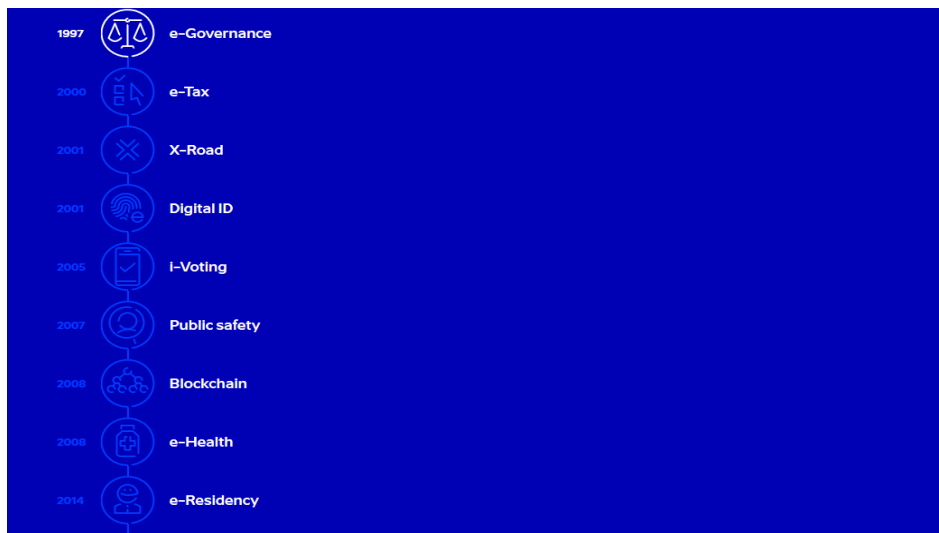 1997 e-Governance
2000 e-Tax
2001 X-Road
2001 Digital ID
2005 i-Voting
2007 Public safety
2008 Blockchain
2008 e-Health
2014 e-Residency